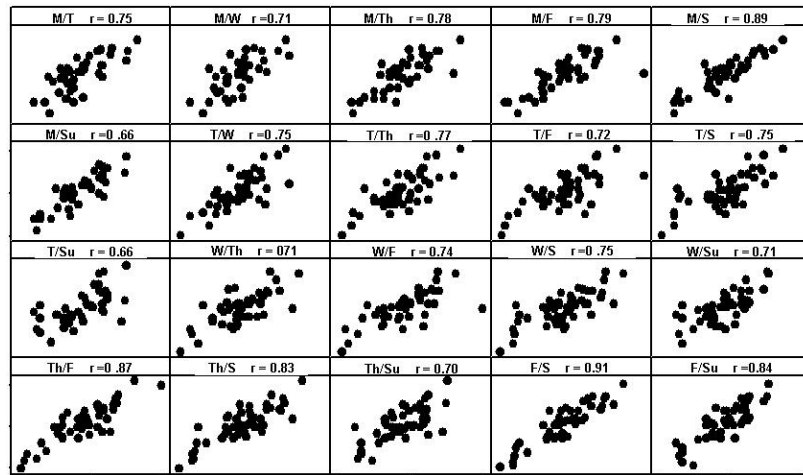 M/T r = 0.75 M/W r = 0.71 M/Th r = 0.78 M/F r = 0.79 M/S r = 0.89
M/Su r=0 .66 T/W r=0.75 T/Th r=0 .77 T/F r = 0.72 T/S r = 0 .75
T/Su r = 0.66 W/Th r = 071 W/F r = 0.74 W/S r = 0 .75 W/Su r = 0.71
Th/F r =0 .87 Th/S r = 0.83 Th/Su r = 0.70 F/S r = 0.91 F/Su r = 0.84